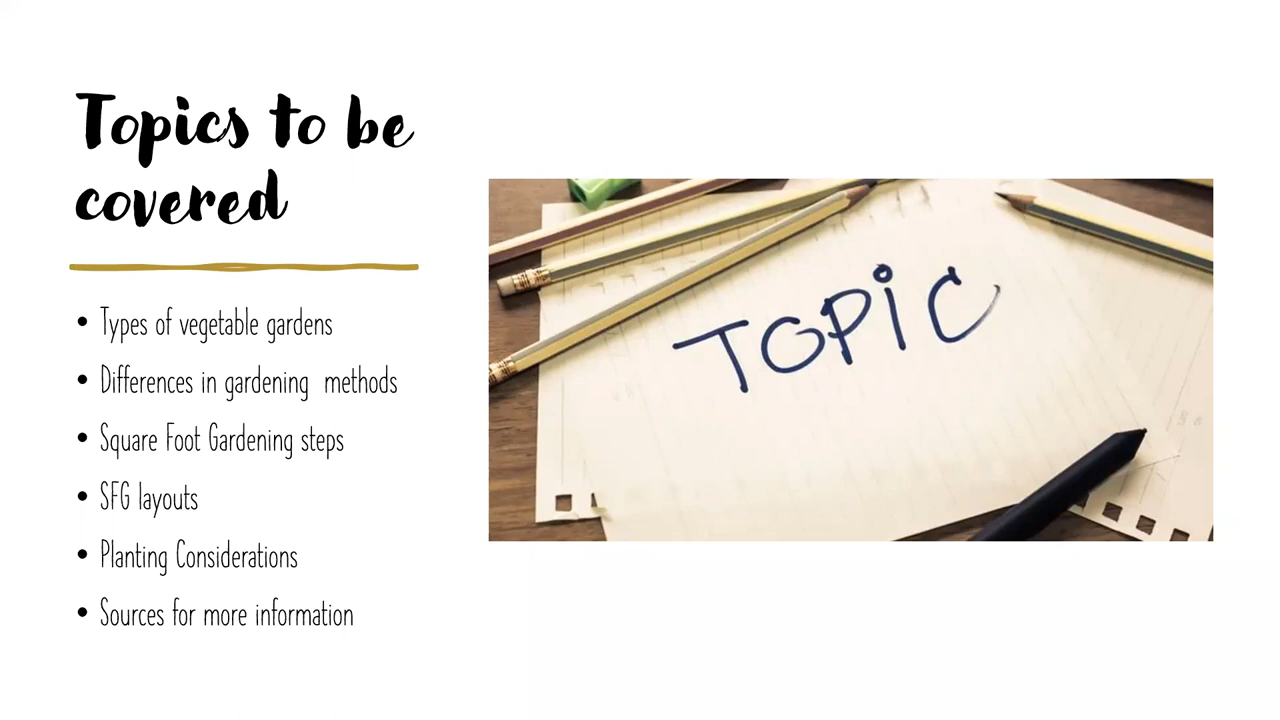 Topics to be
covered
• Types of vegetable gardens
• Differences in gardening methods
• Square Foot Gardening steps
• SFG layouts
• Planting Considerations
• Sources for more information
TOPiC